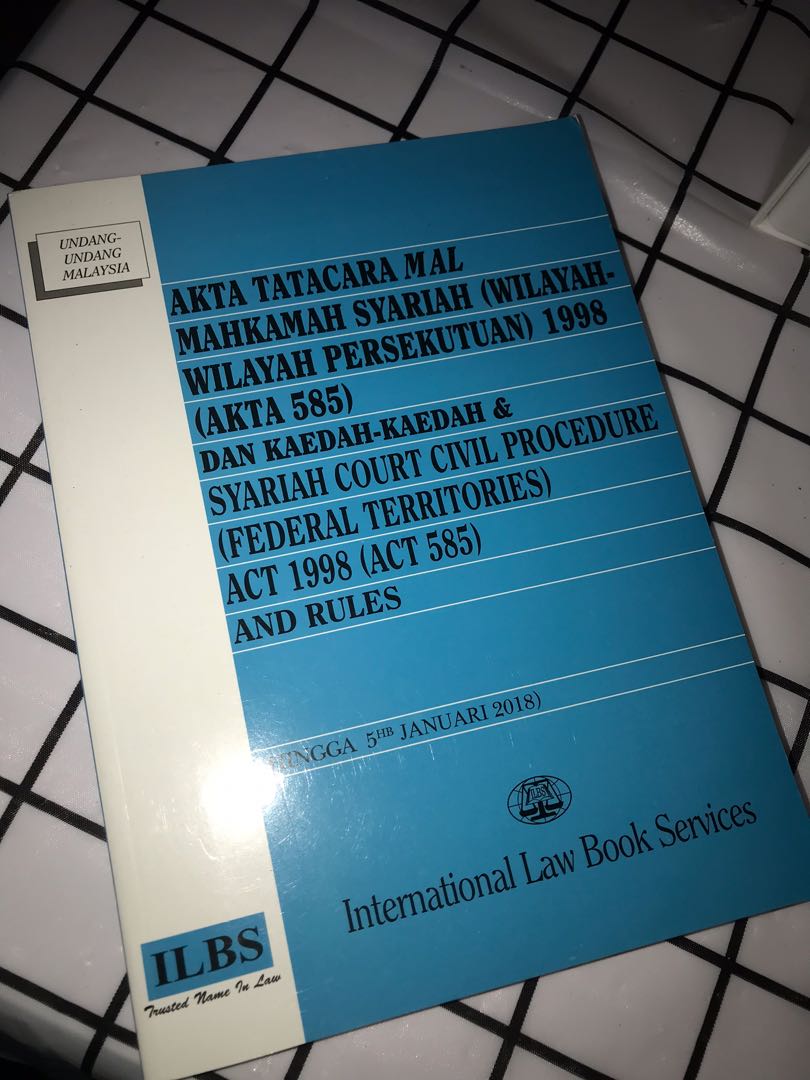 UNDANG-
UNDANG
MALAYSIA
AKTA TATACARA MAL
MAHKAMAH SYARIAH (WILAYAH-
WILAYAH PERSEKUTUAN) 1998
(AKTA 585)
DAN KAEDAH-KAEDAH &
SYARIAH COURT CIVIL PROCEDURE
(FEDERAL TERRITORIES)
ACT 1998 (ACT 585)
AND RULES
HINGGA 5HB JANUARI 2018)
ILBS
International Law Book Services
ILBS
Trusted Name In Law